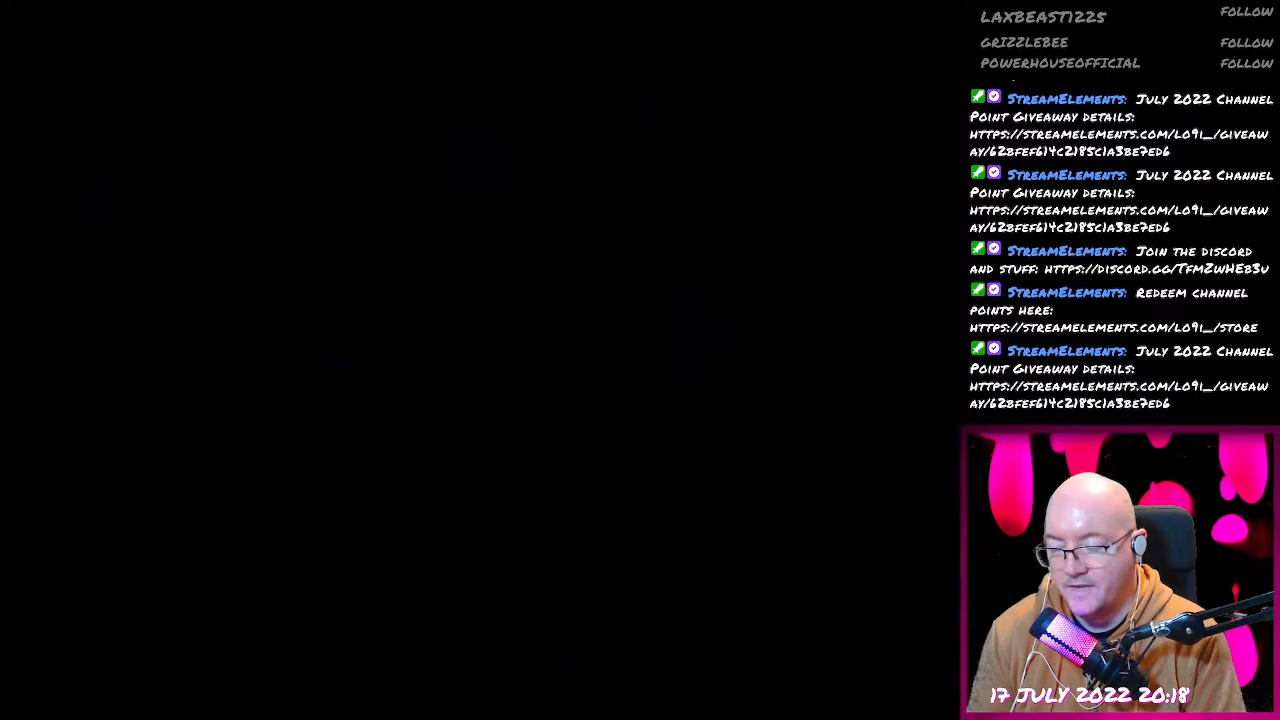 LAXBEAST1225 FOLLOW
GRIZZLEBEE FOLLOW
POWERHOUSEOFFICIAL FOLLOW
StreamElements: July 2022 Channel
Point Giveaway details:
https://streamelements.com/lo9i_/giveaw
ay/62bfef614c2185c1a3be7ed6
StreamElements: July 2022 Channel
Point Giveaway details:
https://streamelements.com/lo9i_/giveaw
ay/62bfef614c2185c1a3be7ed6
StreamElements: Join the discord
and stuff: https://discord.gg/TfmZwHE83u
StreamElements: Redeem channel
points here:
https://streamelements.com/lo9i_/store
StreamElements: July 2022 Channel
Point Giveaway details:
https://streamelements.com/lo9i_/giveaw
ay/62bfef614c2185c1a3be7ed6
17 JULY 2022 20:18